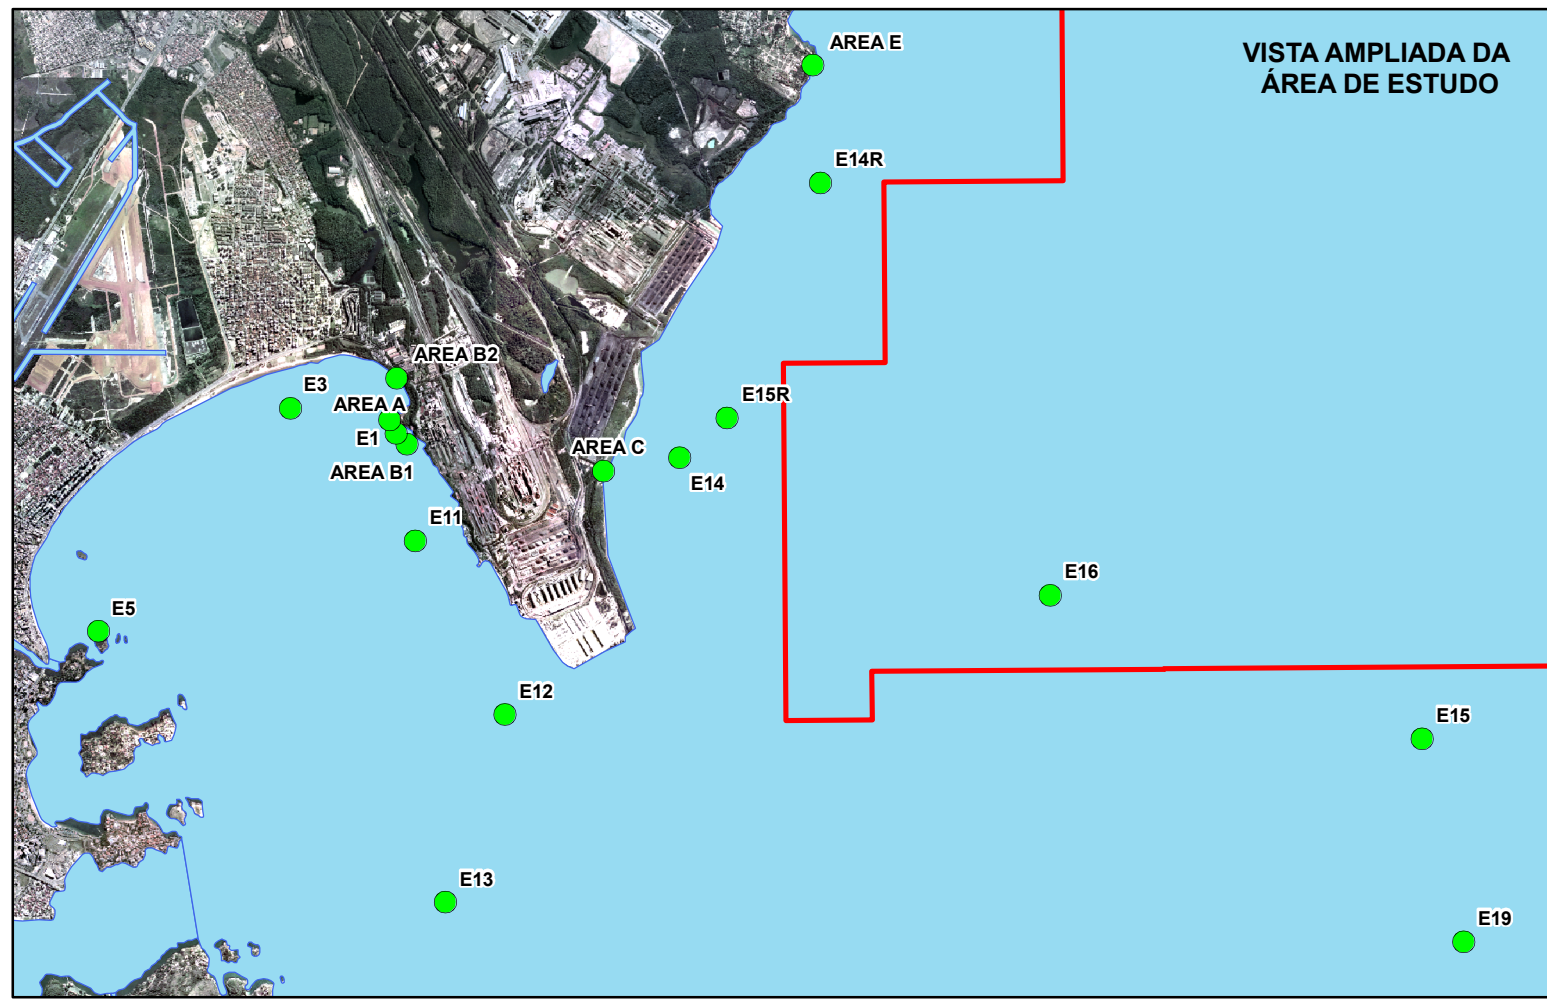 AREA E
VISTA AMPLIADA DA
ÁREA DE ESTUDO
E14R
AREA B2
E3
AREA A
E15R
E1
AREA C
AREA B1
E14
E11
E16
E5
E12
E15
E13
E19